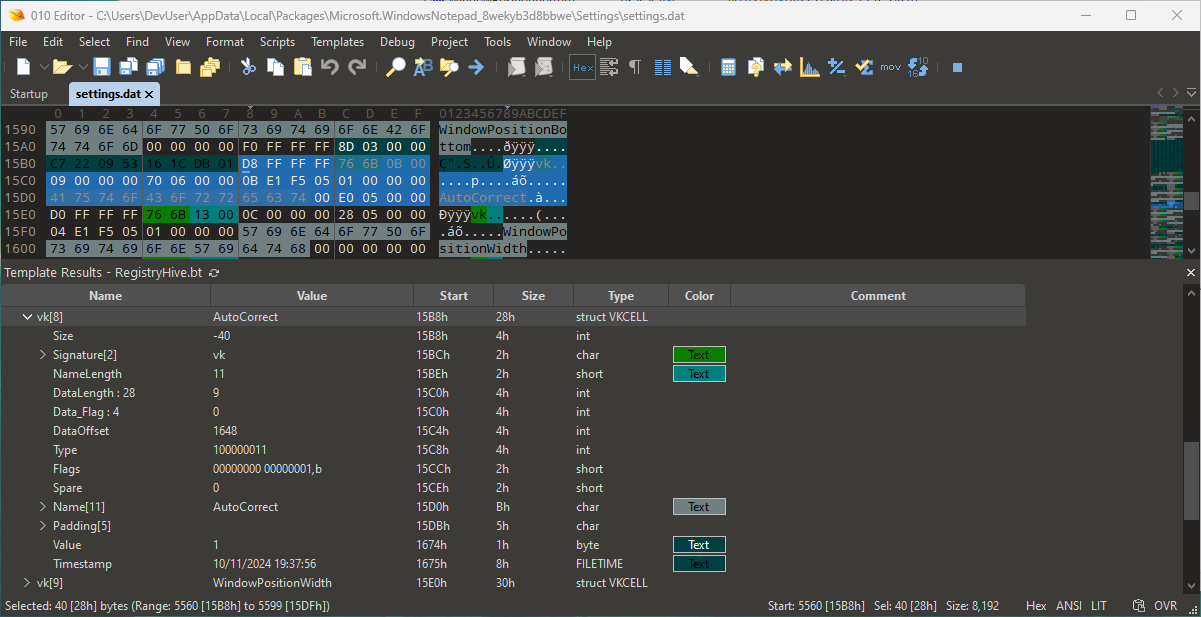 010 Editor - C:\Users\DevUser\AppData\Local\Packages\Microsoft.WindowsNotepad_8wekyb3d8bbwe\Settings\settings.dat
File Edit Select Find View Format Scripts Templates Debug Project Tools Window Help
Hex mov
Startup settings.dat
0 1 2 3 4 5 6 7 8 9 A B C D E F 0123456789ABCDEF
1590 57 69 6E 64 6F 77 50 6F 73 69 74 69 6F 6E 42 6F WindowPositionBo
15A0 74 74 6F 6D 00 00 00 00 F0 FF FF FF 8D 03 00 00 ttom....ðÿÿÿ....
15B0 C7 22 09 53 16 1C DB 01 D8 FF FF FF 76 6B 0B 00 Ç".S..Û.Øÿÿÿvk..
15C0 09 00 00 00 70 06 00 00 0B E1 F5 05 01 00 00 00 ....p....áõ.....
15D0 41 75 74 6F 43 6F 72 72 65 63 74 00 E0 05 00 00 AutoCorrect.à...
15E0 D0 FF FF FF 76 6B 13 00 0C 00 00 00 28 05 00 00 Ðÿÿÿvk......(...
15F0 04 E1 F5 05 01 00 00 00 57 69 6E 64 6F 77 50 6F .áõ.....WindowPo
1600 73 69 74 69 6F 6E 57 69 64 74 68 00 00 00 00 00 sitionWidth.....
Template Results - RegistryHive.bt
Name Value Start Size Type Color Comment
vk[8] AutoCorrect 15B8h 28h struct VKCELL
Size -40 15B8h 4h int
Signature[2] vk 15BCh 2h char Text
NameLength 11 15BEh 2h short Text
DataLength : 28 9 15C0h 4h int
Data_Flag : 4 0 15C0h 4h int
DataOffset 1648 15C4h 4h int
Type 100000011 15C8h 4h int
Flags 00000000 00000001,b 15CCh 2h short
Spare 0 15CEh 2h short
Name[11] AutoCorrect 15D0h Bh char Text
Padding[5] 15DBh 5h char
Value 1 1674h 1h byte Text
Timestamp 10/11/2024 19:37:56 1675h 8h FILETIME Text
vk[9] WindowPositionWidth 15E0h 30h struct VKCELL
Selected: 40 [28h] bytes (Range: 5560 [15B8h] to 5599 [15DFh]) Start: 5560 [15B8h] Sel: 40 [28h] Size: 8,192 Hex ANSI LIT OVR